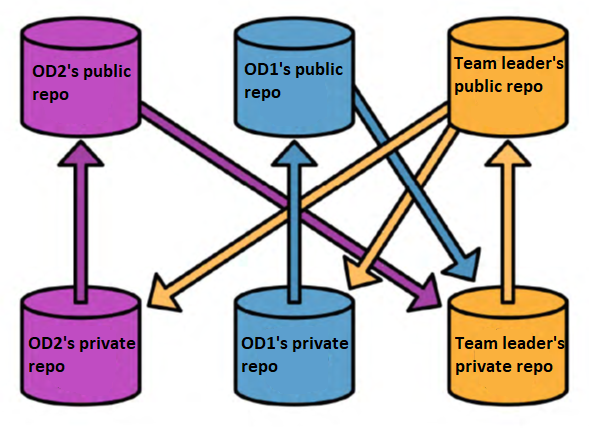 OD2's public
repo
OD1's public
repo
Team leader's
public repo
OD2's private
repo
OD1's private
repo
Team leader's
private repo